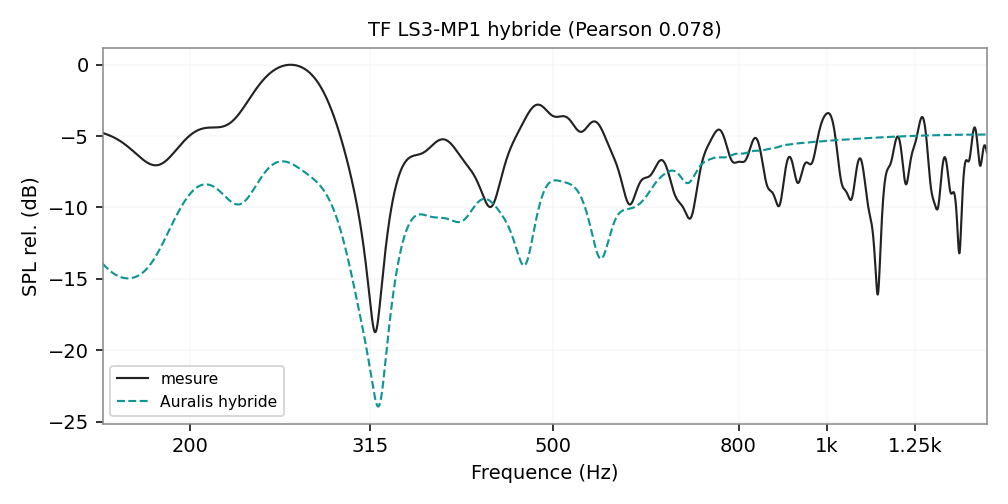 TF LS3-MP1 hybride (Pearson 0.078)
SPL rel. (dB)
0
−5
−10
−15
−20
−25
mesure
Auralis hybride
200
315
500
800
1k
1.25k
Frequence (Hz)